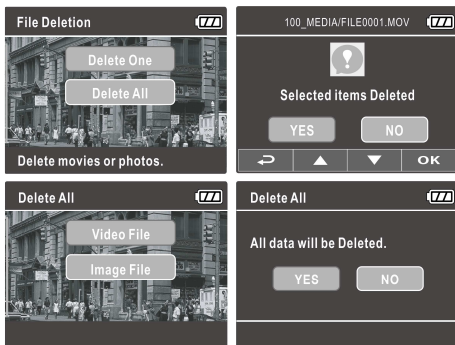 File Deletion
Delete One
Delete All
Delete movies or photos.
100_MEDIA/FILE0001.MOV
Selected items Deleted
YES NO
OK
Delete All
Video File
Image File
Delete All
All data will be Deleted.
YES NO